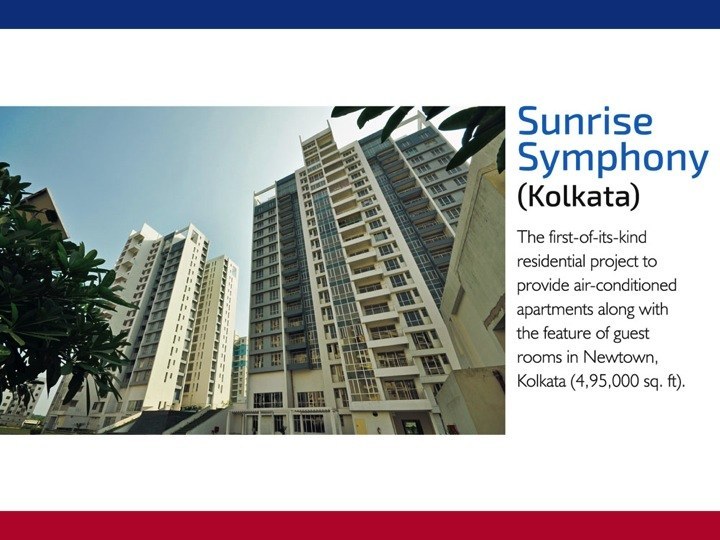 Sunrise
Symphony
(Kolkata)
The first-of-its-kind
residential project to
provide air-conditioned
apartments along with
the feature of guest
rooms in Newtown,
Kolkata (4,95,000 sq. ft).